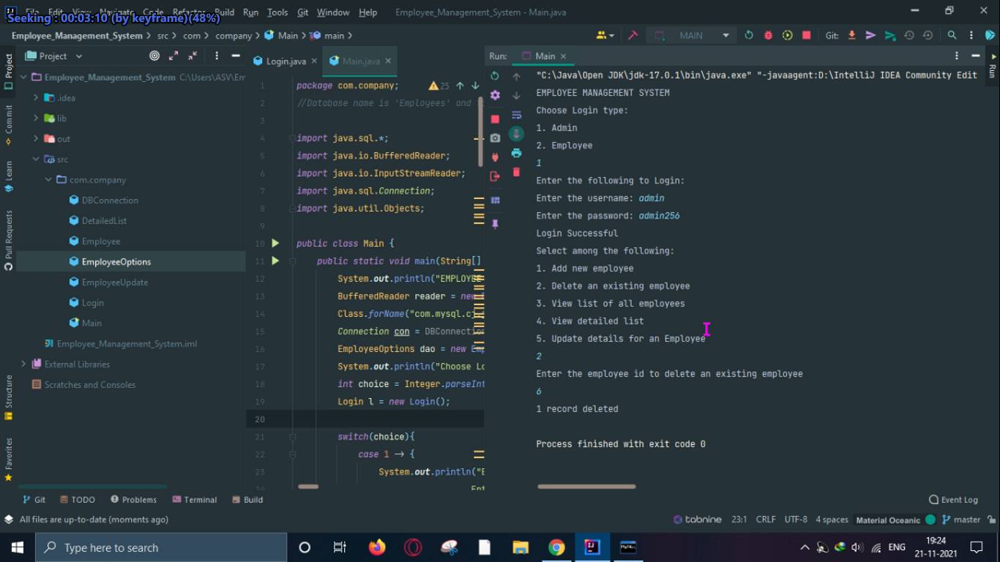 File Edit View Navigate Code Refactor Build Run Tools Git Window Help Employee_Management_System - Main.java
Seeking : 00:03:10 (by keyframe)(48%)
Employee_Management_System > src > com > company > Main > main >
MAIN
Git:
Project
Login.java
Main.java
Run: Main
Employee_Management_System C:\Users\ASV\Em
.idea
lib
out
src
com.company
DBConnection
DetailedList
Employee
EmployeeOptions
EmployeeUpdate
Login
Main
Employee_Management_System.iml
External Libraries
Scratches and Consoles
Project
Commit
Learn
Pull Requests
Structure
Favorites
25
1 package com.company;
2 //Database name is 'Employees' and
3
4 import java.sql.*;
5 import java.io.BufferedReader;
6 import java.io.InputStreamReader;
7 import java.sql.Connection;
8 import java.util.Objects;
9
10 public class Main {
11 public static void main(String[]
12 System.out.println("EMPLOYEE
13 BufferedReader reader = new
14 Class.forName("com.mysql.cj
15 Connection con = DBConnectio
16 EmployeeOptions dao = new Emp
17 System.out.println("Choose Lo
18 int choice = Integer.parseInt
19 Login l = new Login();
20
21 switch(choice){
22 case 1 -> {
23 System.out.println("E
"C:\Java\Open JDK\jdk-17.0.1\bin\java.exe" "-javaagent:D:\IntelliJ IDEA Community Edit
EMPLOYEE MANAGEMENT SYSTEM
Choose Login type:
1. Admin
2. Employee
1
Enter the following to Login:
Enter the username: admin
Enter the password: admin256
Login Successful
Select among the following:
1. Add new employee
2. Delete an existing employee
3. View list of all employees
4. View detailed list
5. Update details for an Employee
2
Enter the employee id to delete an existing employee
6
1 record deleted
Process finished with exit code 0
Run
Git TODO Problems Terminal Build Event Log
All files are up-to-date (moments ago) tabnine 23:1 CRLF UTF-8 4 spaces Material Oceanic master
Type here to search
ENG
19:24
21-11-2021